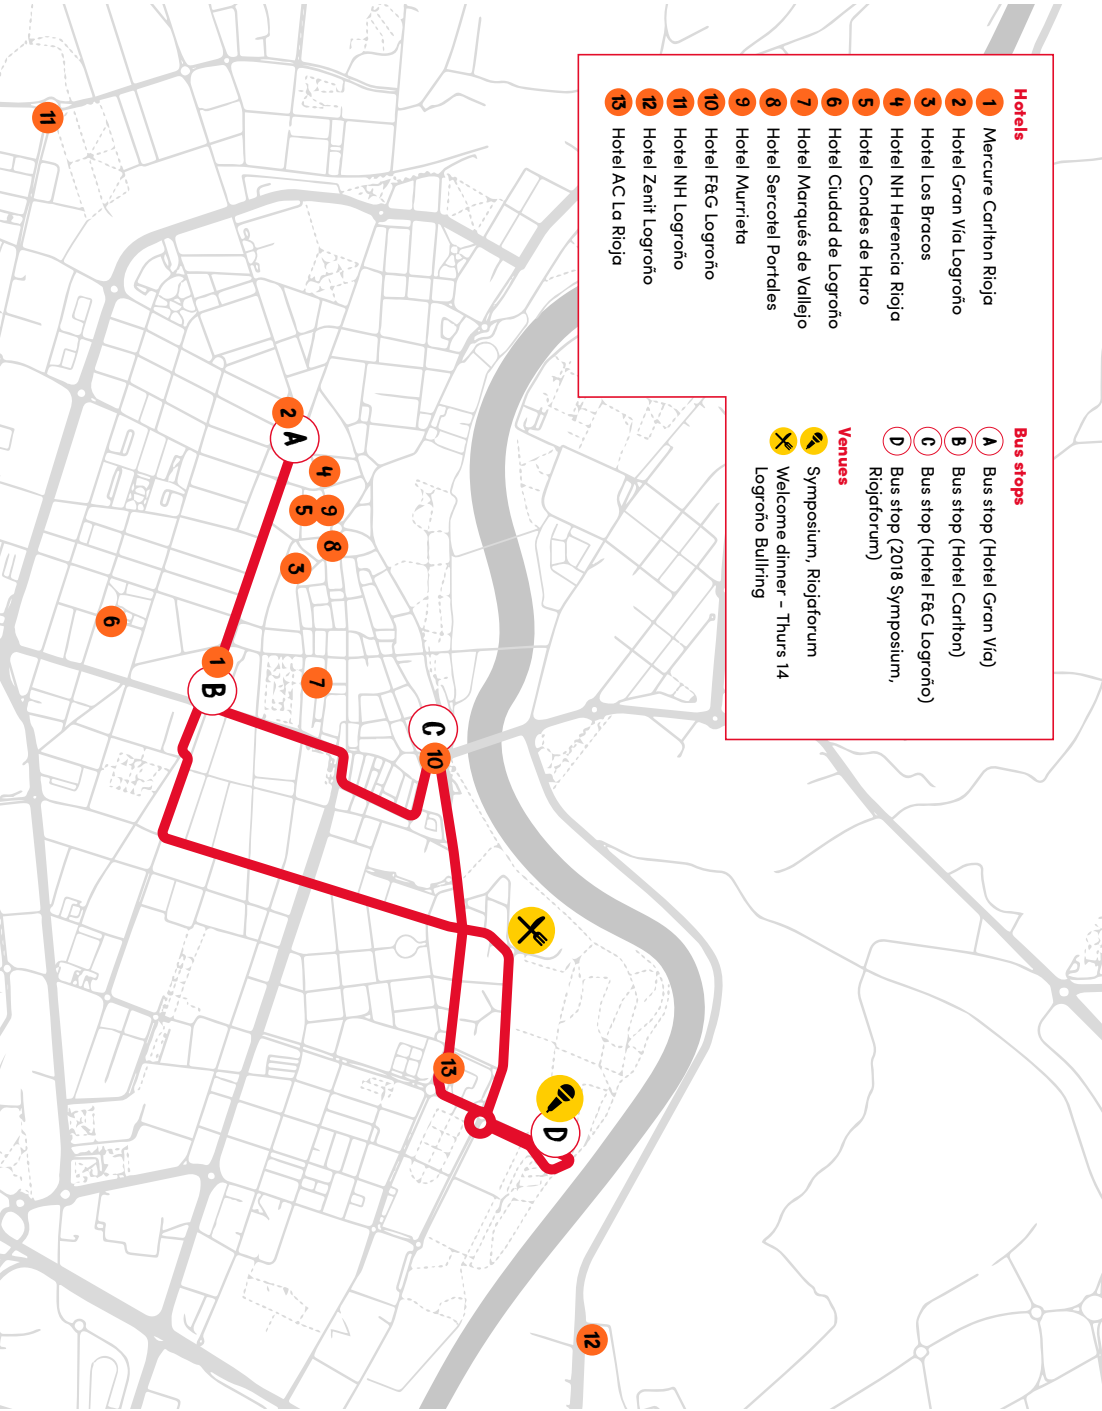 Hotels
1 Mercure Carlton Rioja
2 Hotel Gran Vía Logroño
3 Hotel Los Bracos
4 Hotel NH Herencia Rioja
5 Hotel Condes de Haro
6 Hotel Ciudad de Logroño
7 Hotel Marqués de Vallejo
8 Hotel Sercotel Portales
9 Hotel Murrieta
10 Hotel F&G Logroño
11 Hotel NH Logroño
12 Hotel Zenit Logroño
13 Hotel AC La Rioja
Bus stops
A Bus stop (Hotel Gran Vía)
B Bus stop (Hotel Carlton)
C Bus stop (Hotel F&G Logroño)
D Bus stop (2018 Symposium,
Riojaforum)
Venues
Symposium, Riojaforum
Welcome dinner – Thurs 14
Logroño Bullring
11
2
A
4
5
9
8
3
6
1
B
7
C
10
13
D
12